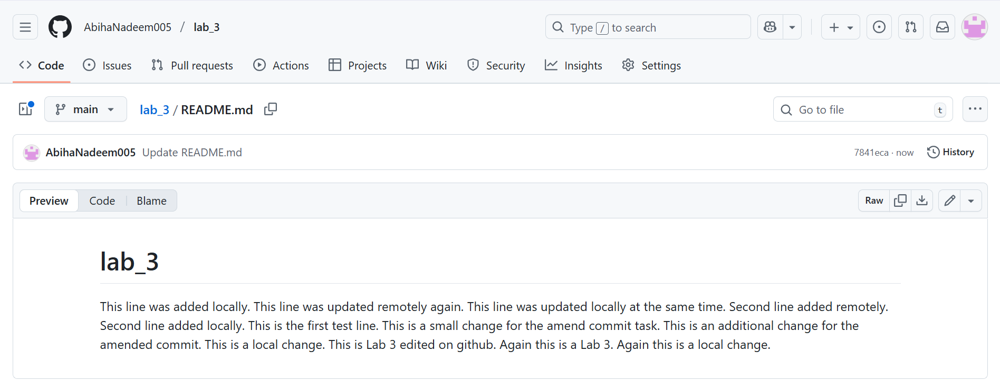 AbihaNadeem005 / lab_3
Type / to search
Code Issues Pull requests Actions Projects Wiki Security Insights Settings
main lab_3 / README.md
Go to file t
AbihaNadeem005 Update README.md
7841eca · now History
Preview Code Blame
Raw
lab_3
This line was added locally. This line was updated remotely again. This line was updated locally at the same time. Second line added remotely.
Second line added locally. This is the first test line. This is a small change for the amend commit task. This is an additional change for the
amended commit. This is a local change. This is Lab 3 edited on github. Again this is a Lab 3. Again this is a local change.